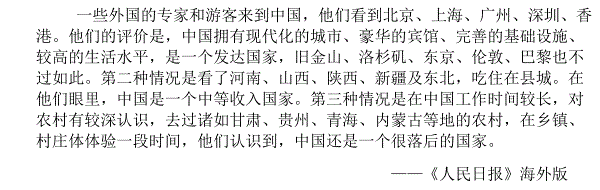 一些外国的专家和游客来到中国，他们看到北京、上海、广州、深圳、香
港。他们的评价是，中国拥有现代化的城市、豪华的宾馆、完善的基础设施、
较高的生活水平，是一个发达国家，旧金山、洛杉矶、东京、伦敦、巴黎也不
过如此。第二种情况是看了河南、山西、陕西、新疆及东北，吃住在县城。在
他们眼里，中国是一个中等收入国家。第三种情况是在中国工作时间较长，对
农村有较深认识，去过诸如甘肃、贵州、青海、内蒙古等地的农村，在乡镇、
村庄体体验一段时间，他们认识到，中国还是一个很落后的国家。
——《人民日报》海外版